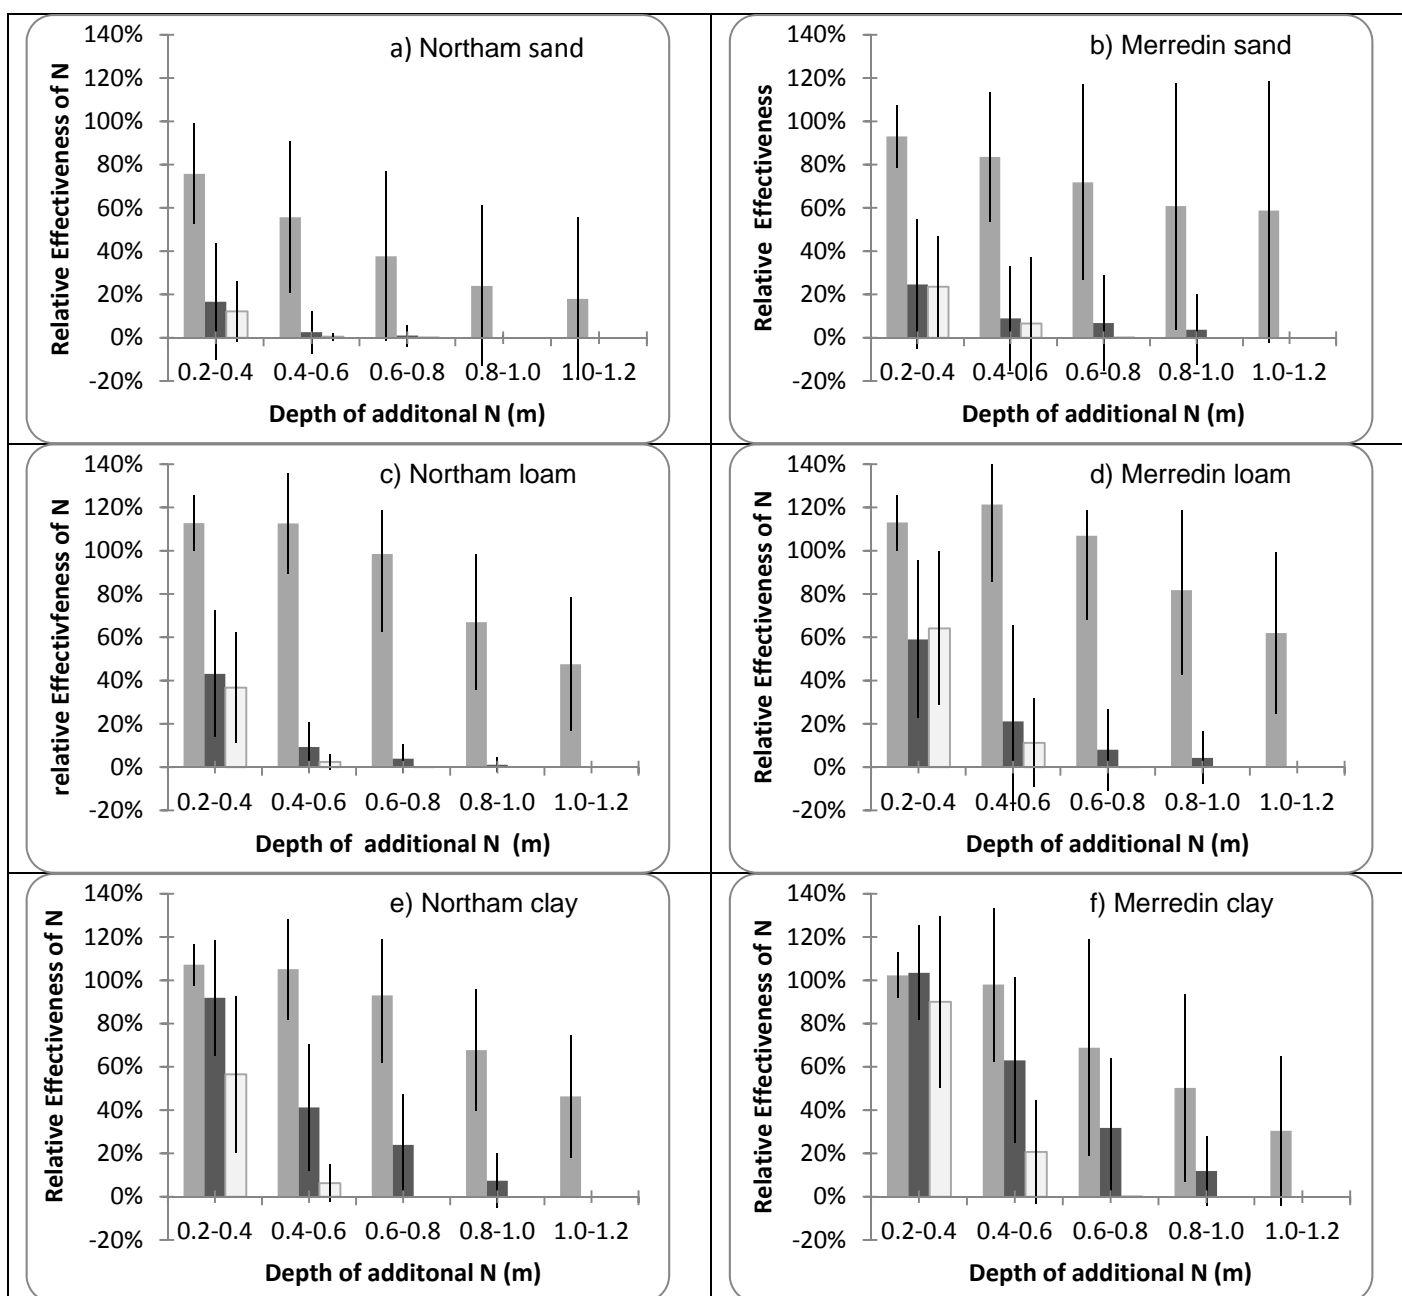 a) Northam sand
Relative Effectiveness of N
140%
120%
100%
80%
60%
40%
20%
0%
-20%
0.2-0.4 0.4-0.6 0.6-0.8 0.8-1.0 1.0-1.2
Depth of additonal N (m)
b) Merredin sand
Relative Effectiveness
140%
120%
100%
80%
60%
40%
20%
0%
-20%
0.2-0.4 0.4-0.6 0.6-0.8 0.8-1.0 1.0-1.2
Depth of additonal N (m)
c) Northam loam
relative Effectivfeness of N
140%
120%
100%
80%
60%
40%
20%
0%
-20%
0.2-0.4 0.4-0.6 0.6-0.8 0.8-1.0 1.0-1.2
Depth of additional N (m)
d) Merredin loam
Relative Effectiveness of N
140%
120%
100%
80%
60%
40%
20%
0%
-20%
0.2-0.4 0.4-0.6 0.6-0.8 0.8-1.0 1.0-1.2
Depth of additional N (m)
e) Northam clay
Relative Effectiveness of N
140%
120%
100%
80%
60%
40%
20%
0%
-20%
0.2-0.4 0.4-0.6 0.6-0.8 0.8-1.0 1.0-1.2
Depth of additonal N (m)
f) Merredin clay
Relative Effectiveness of N
140%
120%
100%
80%
60%
40%
20%
0%
-20%
0.2-0.4 0.4-0.6 0.6-0.8 0.8-1.0 1.0-1.2
Depth of additonal N (m)